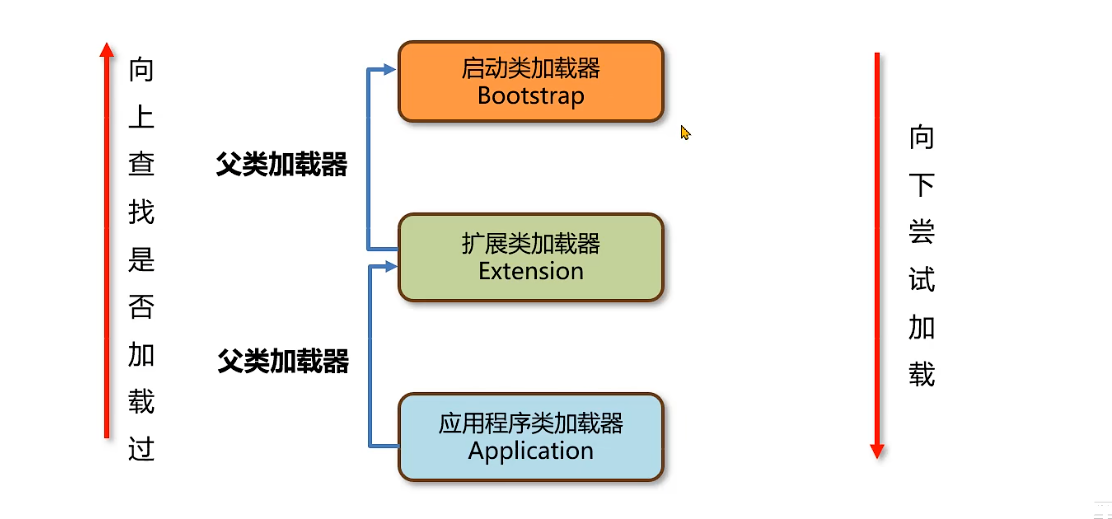 向上查找是否加载过
启动类加载器
Bootstrap
父类加载器
扩展类加载器
Extension
父类加载器
应用程序类加载器
Application
向下尝试加载